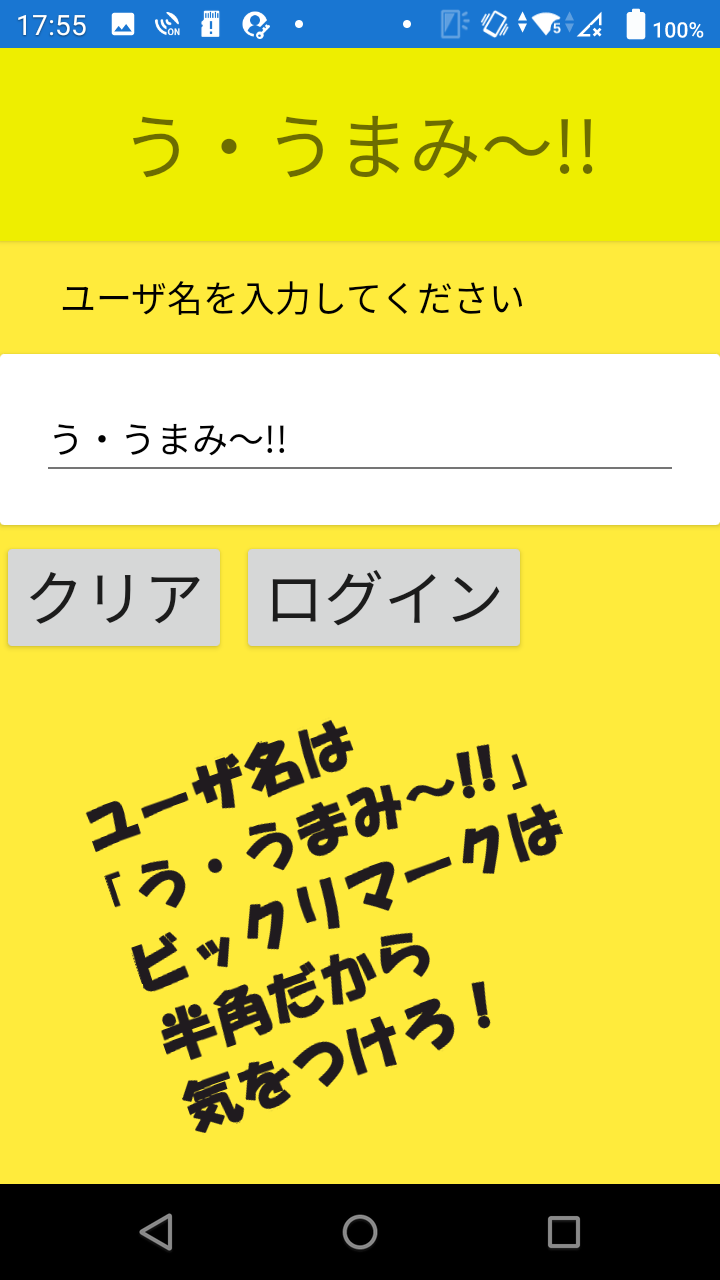 17:55 ON 5 100%
う・うまみ～!!
ユーザ名を入力してください
う・うまみ～!!
クリア ログイン
ユーザ名は
「う・うまみ～!!」
ビックリマークは
半角だから
気をつけろ！